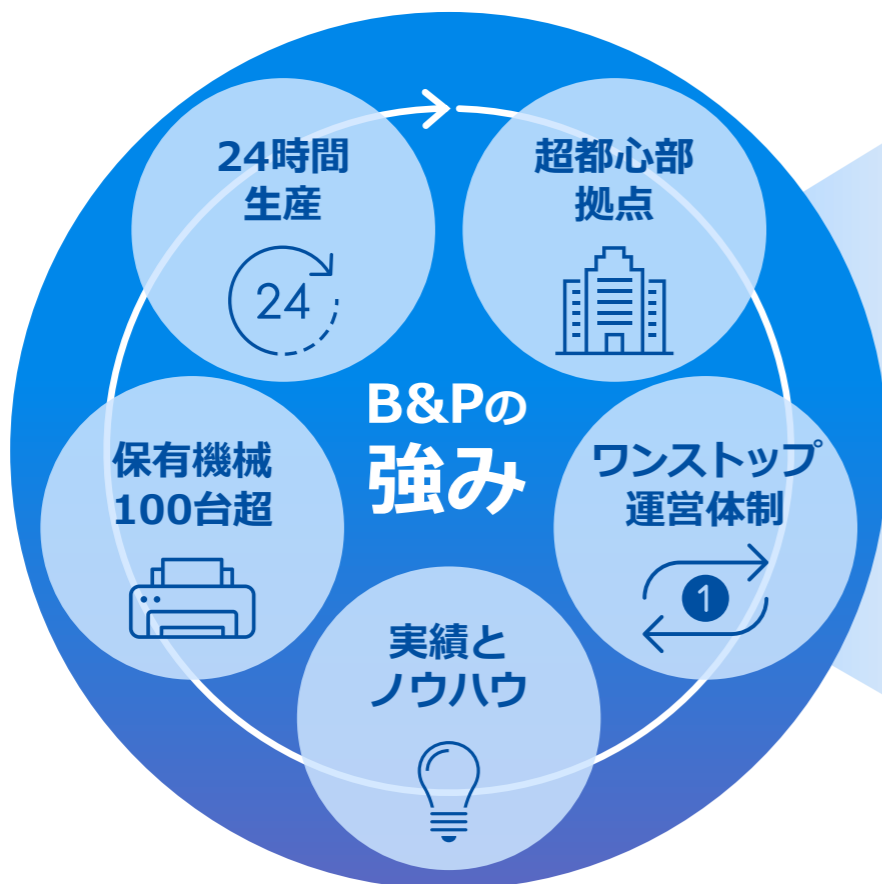 24時間
生産
24
超都心部
拠点
B&Pの
強み
保有機械
100台超
ワンストップ
運営体制
1
実績と
ノウハウ